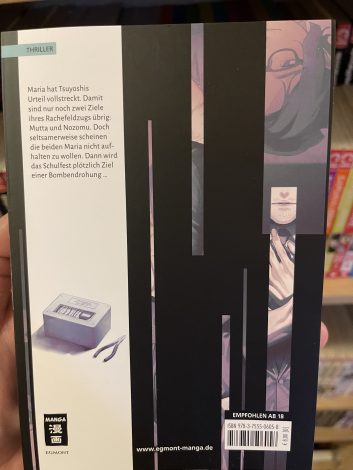 THRILLER
Maria hat Tsuyoshis
Urteil vollstreckt. Damit
sind nur noch zwei Ziele
ihres Rachefeldzugs übrig:
Mutta und Nozomu. Doch
seltsamerweise scheinen
die beiden Maria nicht auf-
halten zu wollen. Dann wird
das Schulfest plötzlich Ziel
einer Bombendrohung ...
EMPFOHLEN AB 18
MANGA
漫画
EGMONT
www.egmont-manga.de